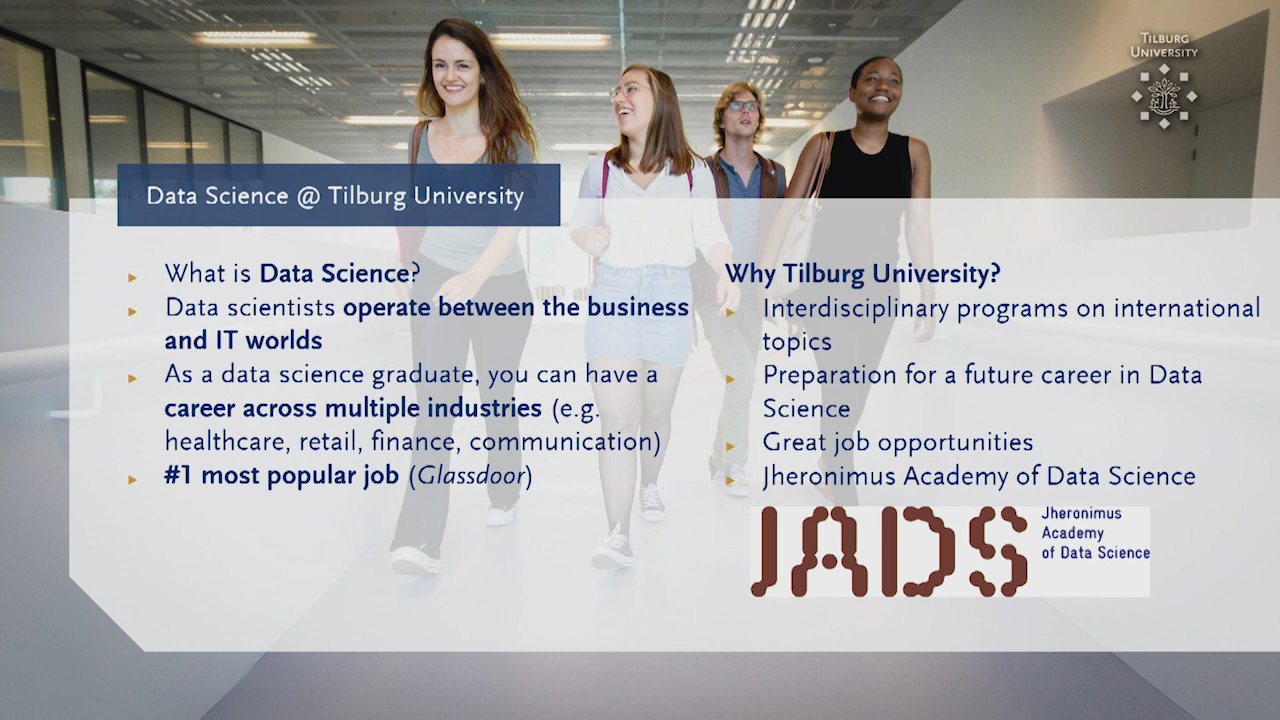 TILBURG
UNIVERSITY
Data Science @ Tilburg University
What is Data Science?
Data scientists operate between the business
and IT worlds
As a data science graduate, you can have a
career across multiple industries (e.g.
healthcare, retail, finance, communication)
#1 most popular job (Glassdoor)
Why Tilburg University?
Interdisciplinary programs on international
topics
Preparation for a future career in Data
Science
Great job opportunities
Jheronimus Academy of Data Science
JADS
Jheronimus
Academy
of Data Science